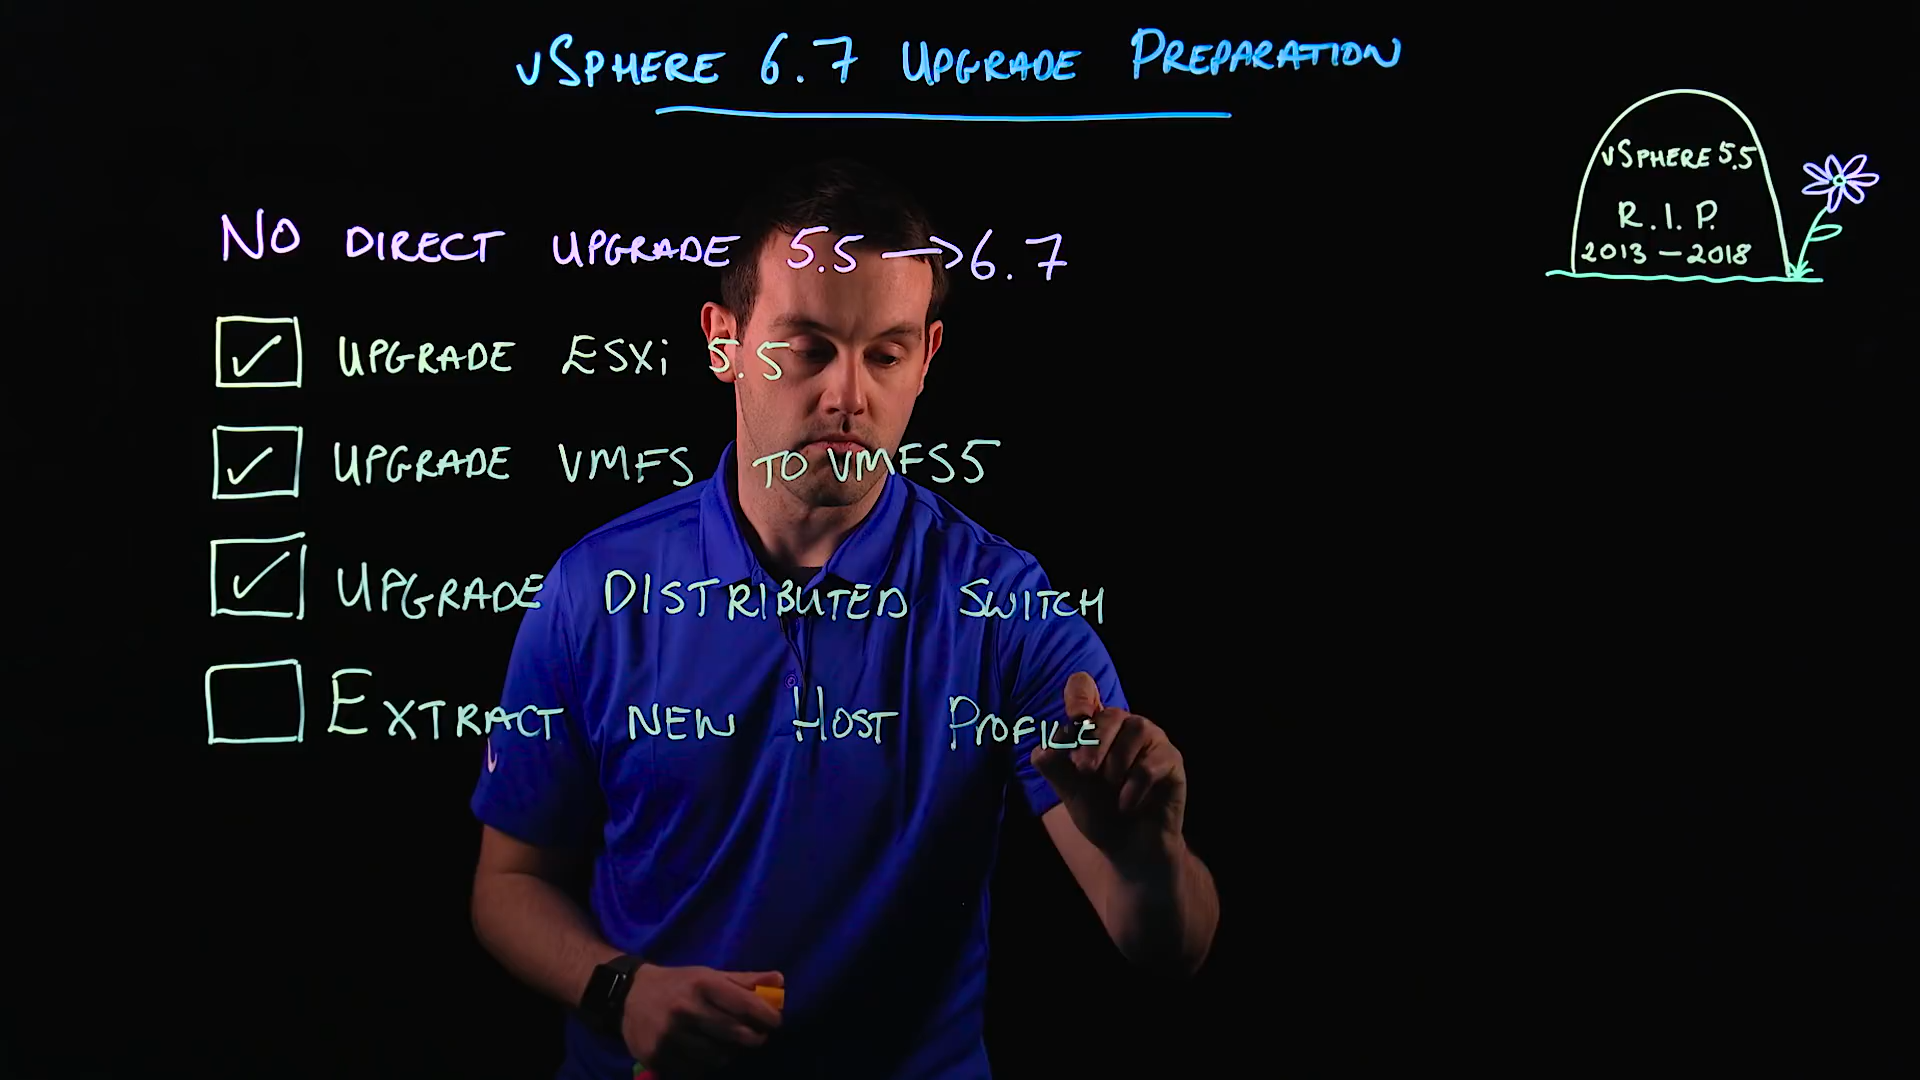 vSPHERE 6.7 UPGRADE PREPARATION
vSPHERE 5.5
R.I.P.
2013 – 2018
NO DIRECT UPGRADE 5.5 → 6.7
✓ UPGRADE ESXi 5.5
✓ UPGRADE VMFS TO VMFS5
✓ UPGRADE DISTRIBUTED SWITCH
EXTRACT NEW HOST PROFILE